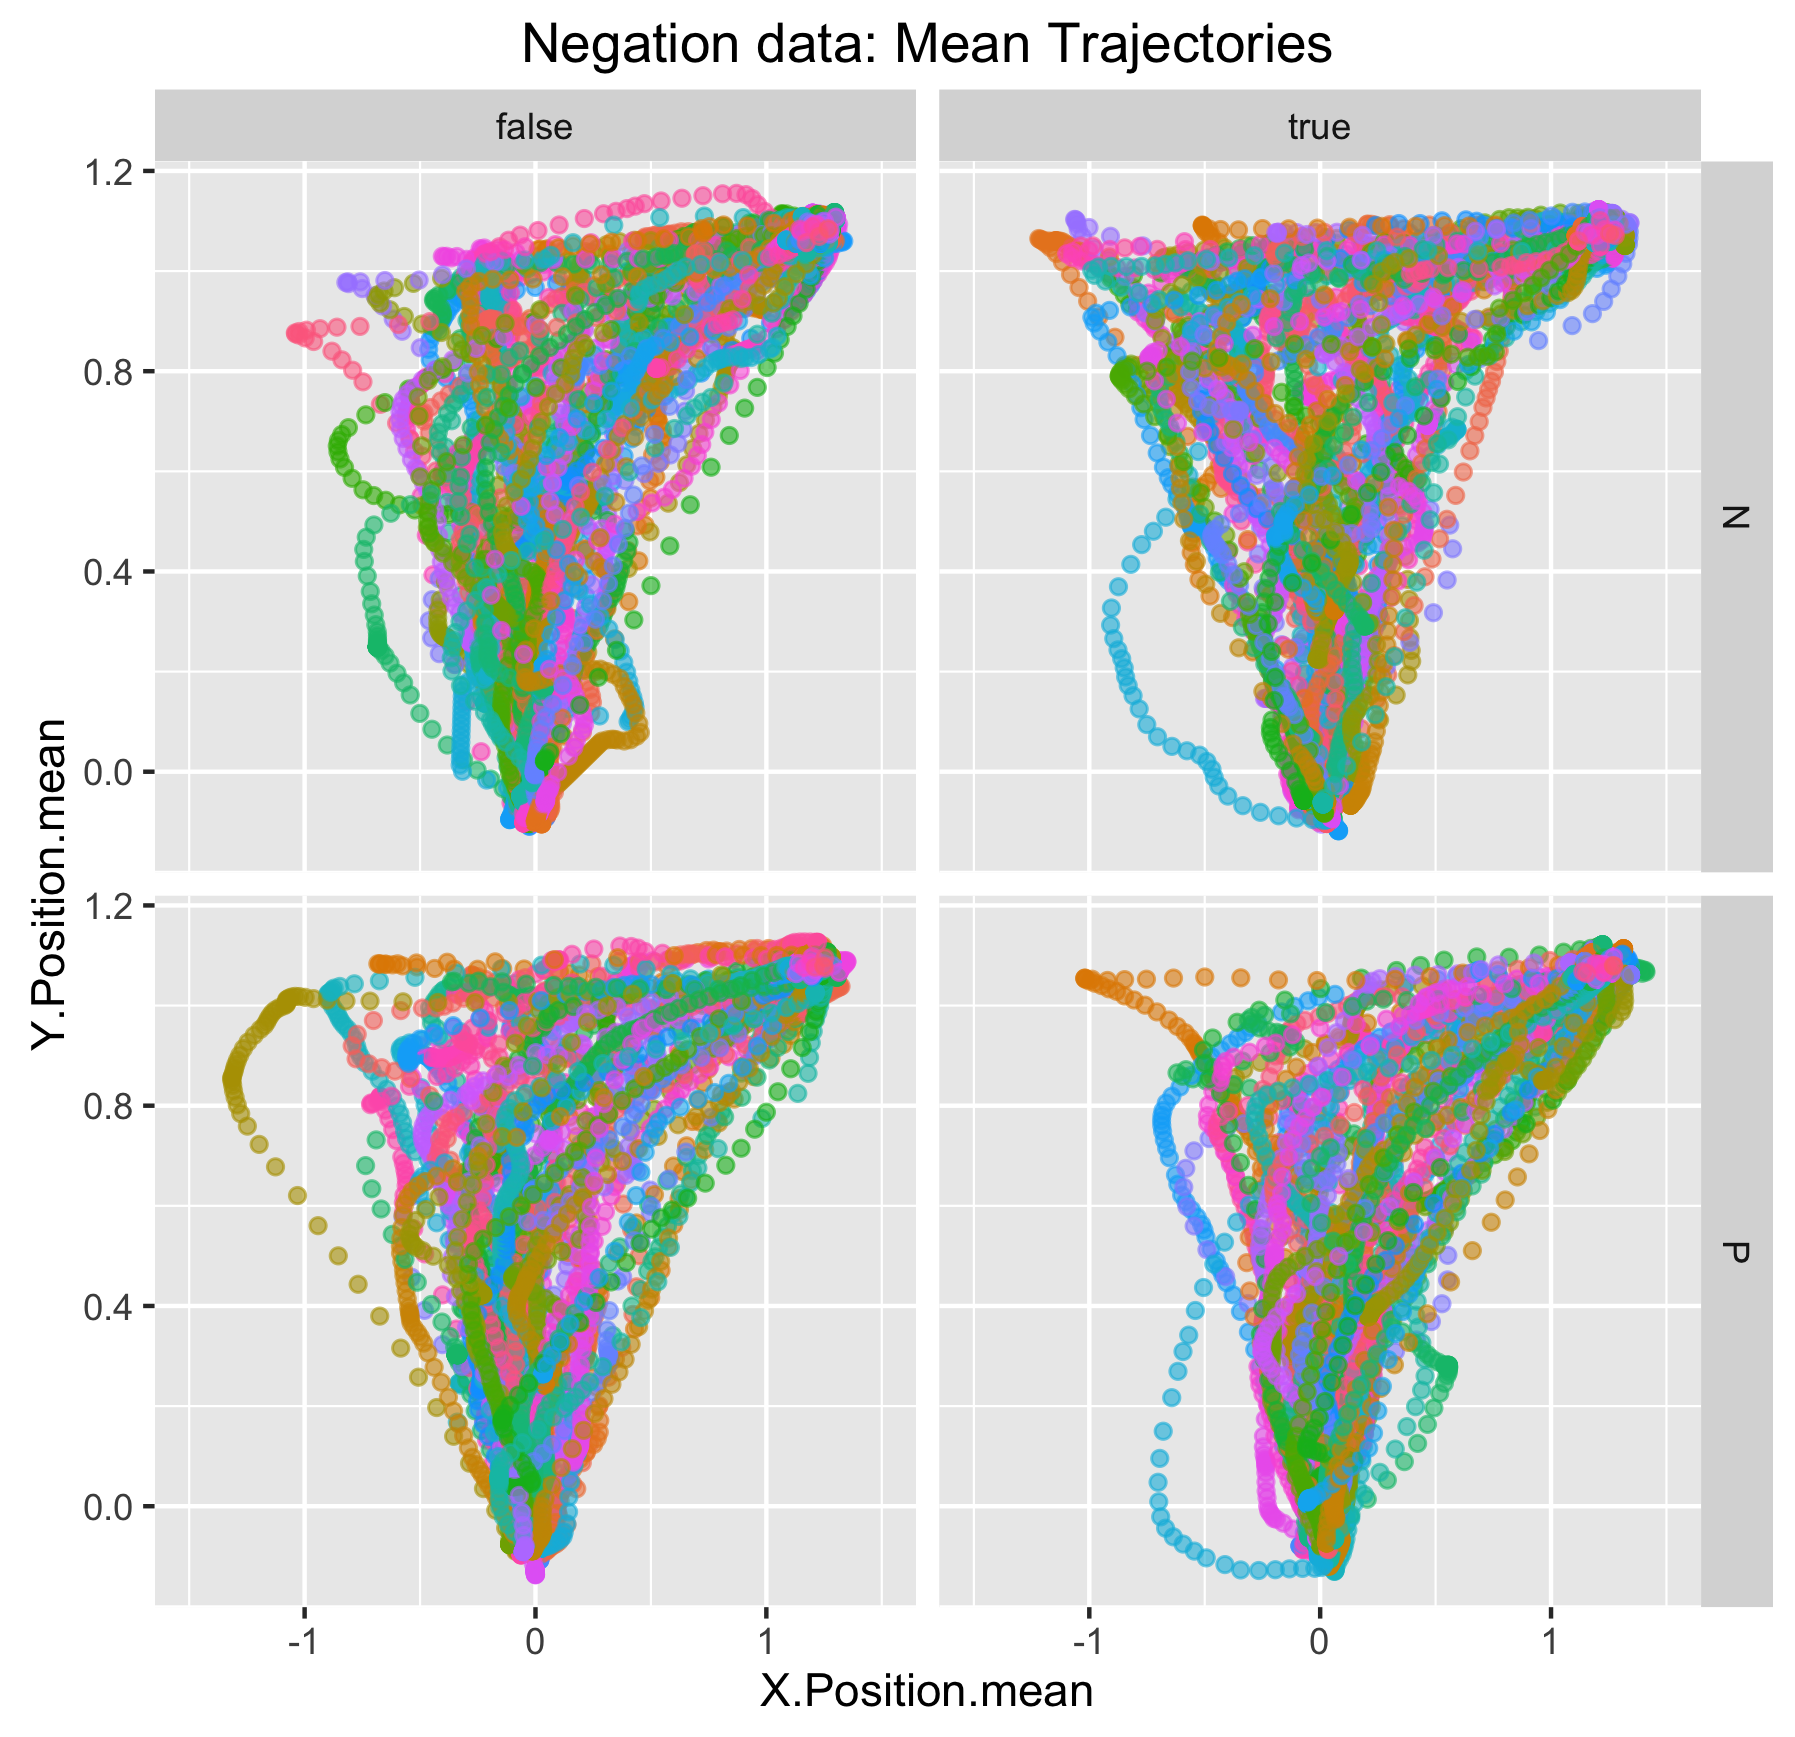 Negation data: Mean Trajectories
false
true
1.2
0.8
0.4
0.0
N
1.2
0.8
0.4
0.0
P
Y.Position.mean
-1
0
1
-1
0
1
X.Position.mean